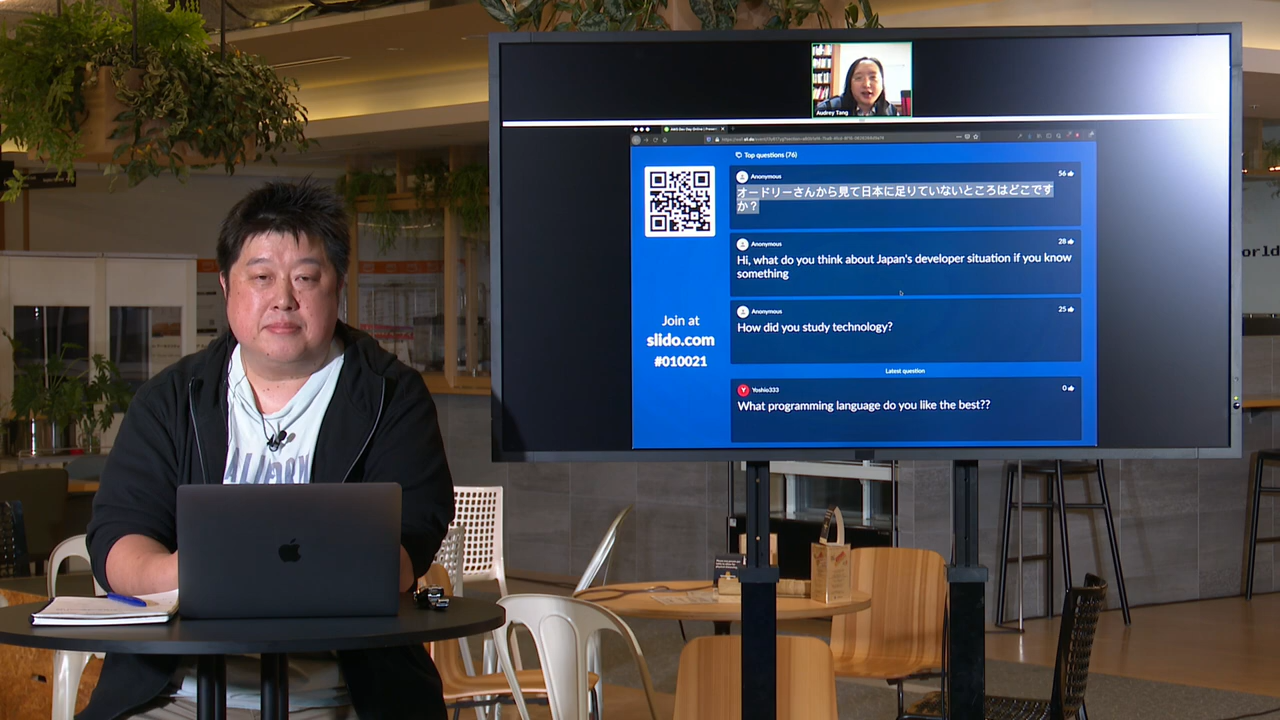 Audrey Tang
Top questions (76)
Anonymous
56
オードリーさんから見て日本に足りていないところはどこです
か？
Anonymous
28
Hi, what do you think about Japan's developer situation if you know
something
Anonymous
25
How did you study technology?
Join at
slido.com
#010021
Latest question
Y
Yoshio333
0
What programming language do you like the best??